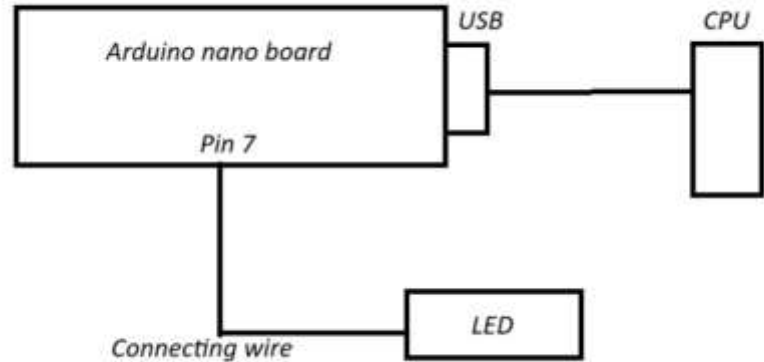 USB
CPU
Arduino nano board
Pin 7
LED
Connecting wire